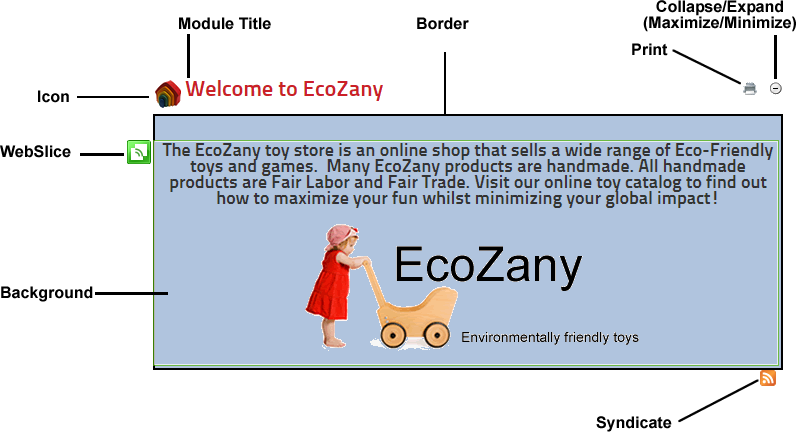 Collapse/Expand
Module Title Border (Maximize/Minimize)
Print
Welcome to EcoZany
Icon
WebSlice
The EcoZany toy store is an online shop that sells a wide range of Eco-Friendly
toys and games.  Many EcoZany products are handmade. All handmade
products are Fair Labor and Fair Trade. Visit our online toy catalog to find out
how to maximize your fun whilst minimizing your global impact!
EcoZany
Background
Environmentally friendly toys
Syndicate